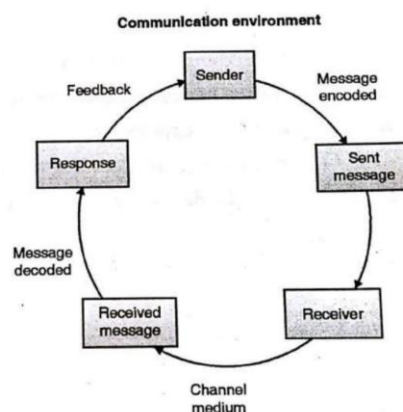 Communication environment
Sender
Message
encoded
Sent
message
Receiver
Channel
medium
Received
message
Message
decoded
Response
Feedback